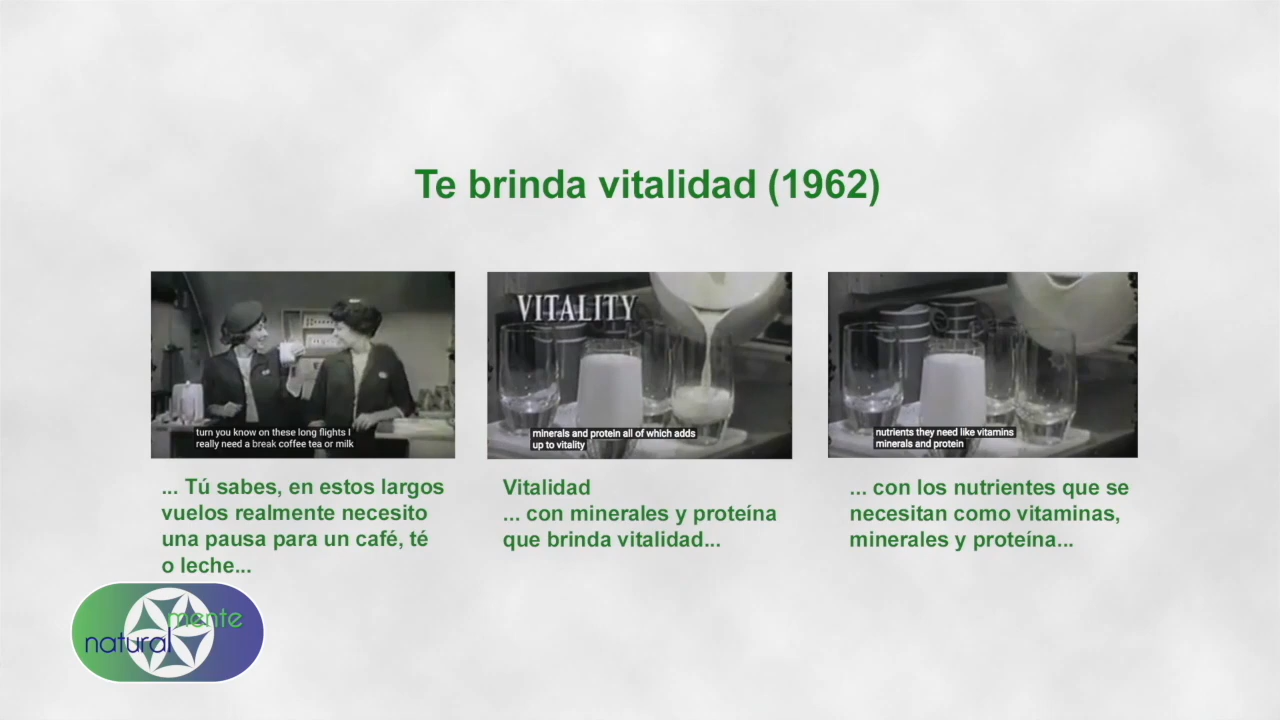 Te brinda vitalidad (1962)
turn you know on these long flights I
really need a break coffee tea or milk
VITALITY
minerals and protein all of which adds
up to vitality
nutrients they need like vitamins
minerals and protein
... Tú sabes, en estos largos
vuelos realmente necesito
una pausa para un café, té
o leche...
Vitalidad
... con minerales y proteína
que brinda vitalidad...
... con los nutrientes que se
necesitan como vitaminas,
minerales y proteína...
mente
natural